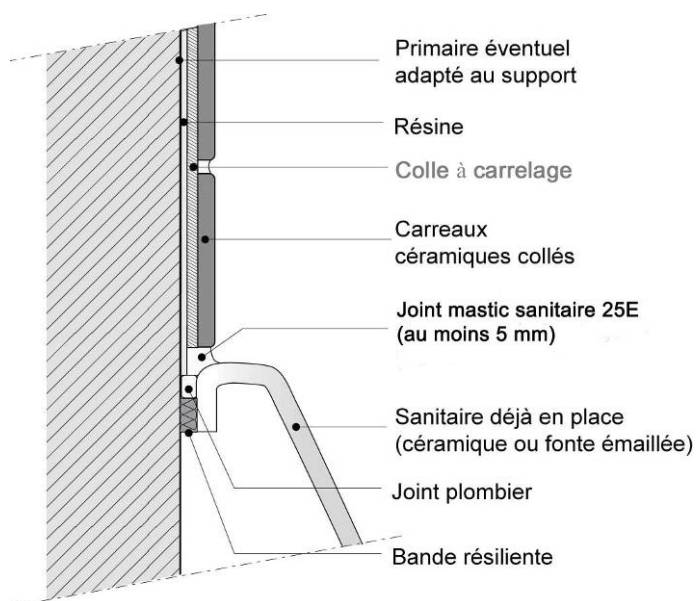 Primaire éventuel
adapté au support
Résine
Colle à carrelage
Carreaux
céramiques collés
Joint mastic sanitaire 25E
(au moins 5 mm)
Sanitaire déjà en place
(céramique ou fonte émaillée)
Joint plombier
Bande résiliente